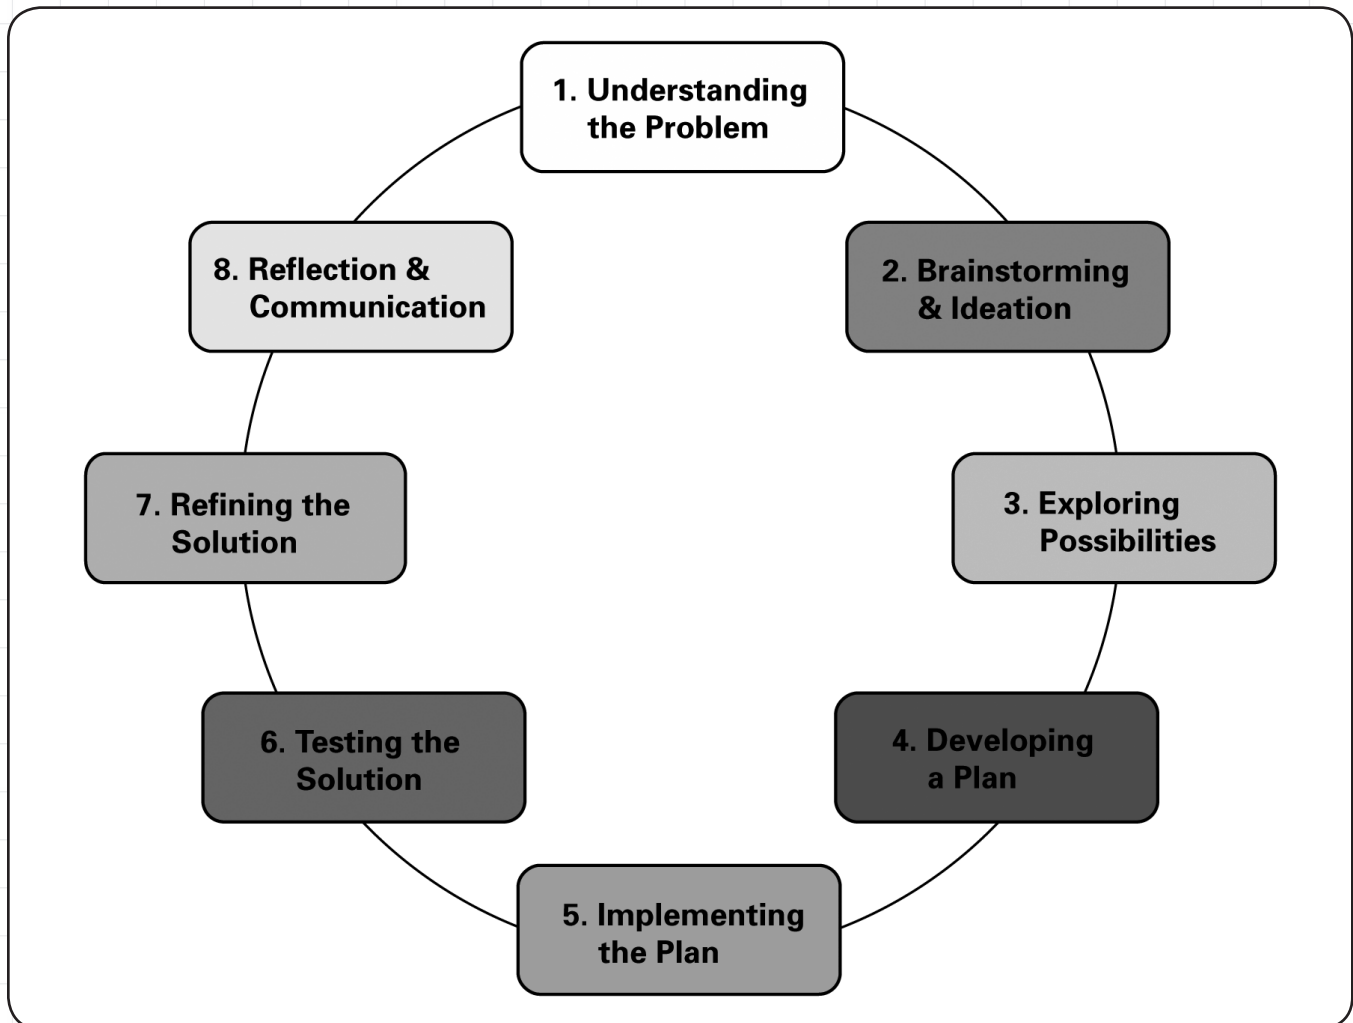 1. Understanding
the Problem
2. Brainstorming
& Ideation
3. Exploring
Possibilities
4. Developing
a Plan
5. Implementing
the Plan
6. Testing the
Solution
7. Refining the
Solution
8. Reflection &
Communication